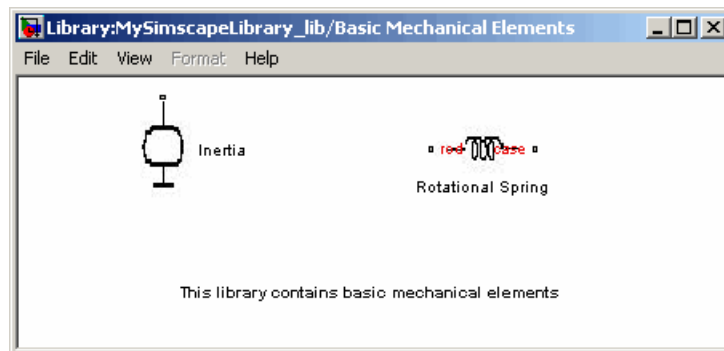 Library:MySimscapeLibrary_lib/Basic Mechanical Elements
File Edit View Format Help
Inertia
red case
Rotational Spring
This library contains basic mechanical elements